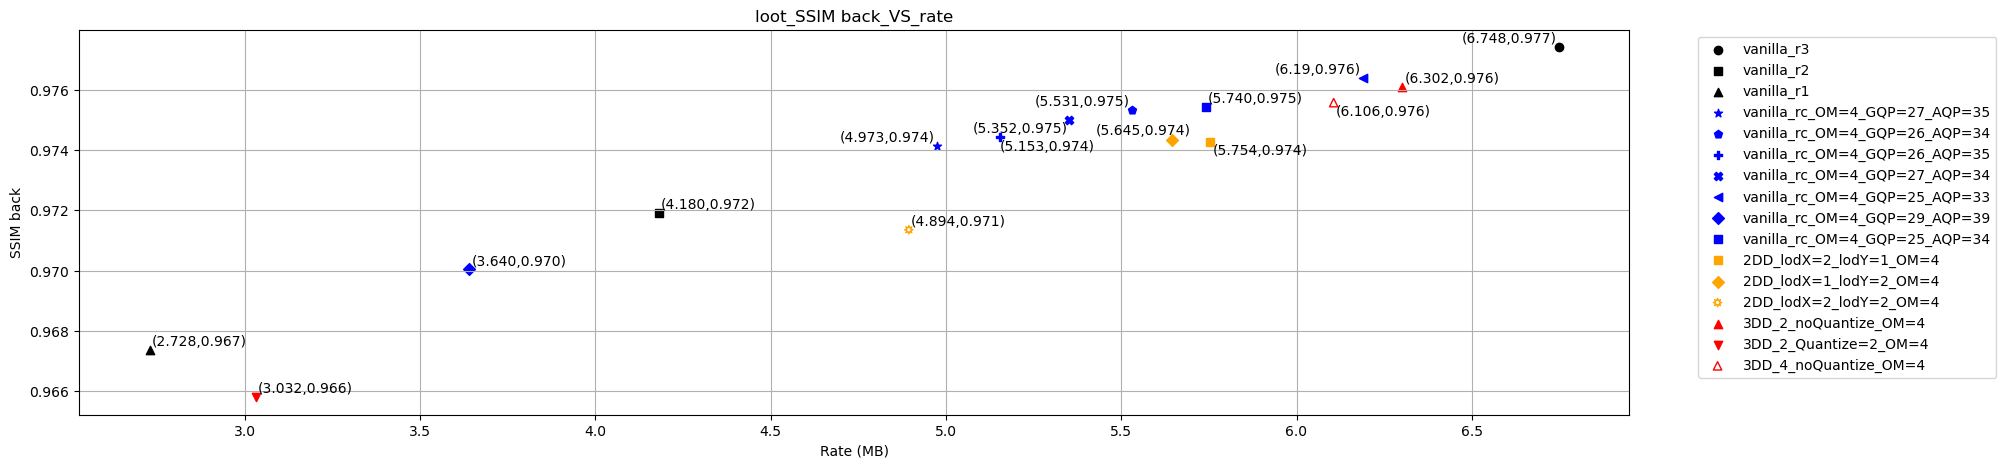 loot_SSIM back_VS_rate
SSIM back
0.976
0.974
0.972
0.970
0.968
0.966
(6.748,0.977)
(6.19,0.976)
(6.302,0.976)
(5.531,0.975)
(5.740,0.975)
(6.106,0.976)
(4.973,0.974)
(5.352,0.975)
(5.645,0.974)
(5.153,0.974)
(5.754,0.974)
(4.180,0.972)
(4.894,0.971)
(3.640,0.970)
(2.728,0.967)
(3.032,0.966)
3.0
3.5
4.0
4.5
5.0
5.5
6.0
6.5
Rate (MB)
vanilla_r3
vanilla_r2
vanilla_r1
vanilla_rc_OM=4_GQP=27_AQP=35
vanilla_rc_OM=4_GQP=26_AQP=34
vanilla_rc_OM=4_GQP=26_AQP=35
vanilla_rc_OM=4_GQP=27_AQP=34
vanilla_rc_OM=4_GQP=25_AQP=33
vanilla_rc_OM=4_GQP=29_AQP=39
vanilla_rc_OM=4_GQP=25_AQP=34
2DD_lodX=2_lodY=1_OM=4
2DD_lodX=1_lodY=2_OM=4
2DD_lodX=2_lodY=2_OM=4
3DD_2_noQuantize_OM=4
3DD_2_Quantize=2_OM=4
3DD_4_noQuantize_OM=4